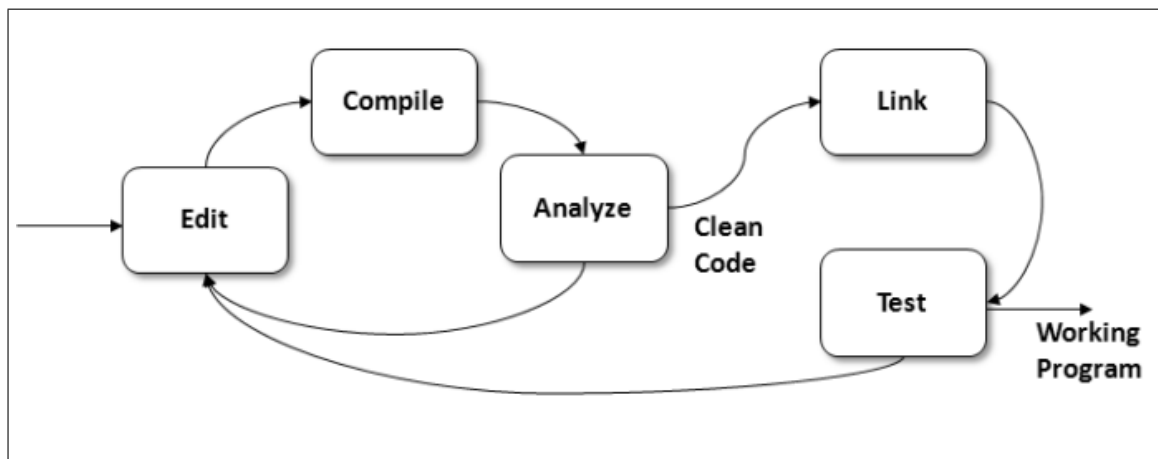 Compile
Link
Edit
Analyze
Clean
Code
Test
Working
Program